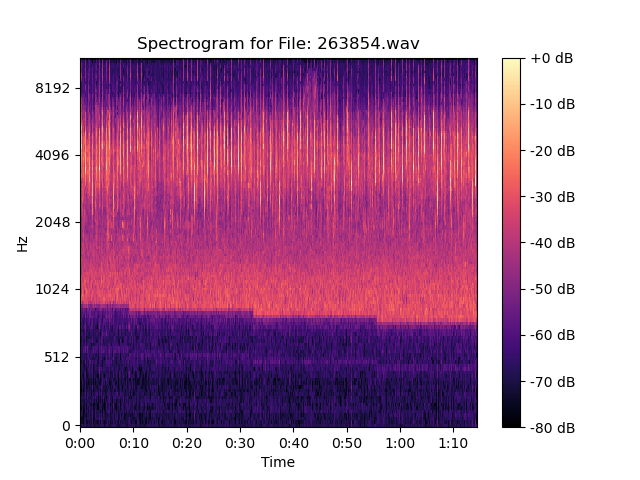 Spectrogram for File: 263854.wav
+0 dB
8192
-10 dB
4096
-20 dB
-30 dB
2048
Hz
-40 dB
1024
-50 dB
512
-60 dB
-70 dB
0
-80 dB
0:00 0:10 0:20 0:30 0:40 0:50 1:00 1:10
Time